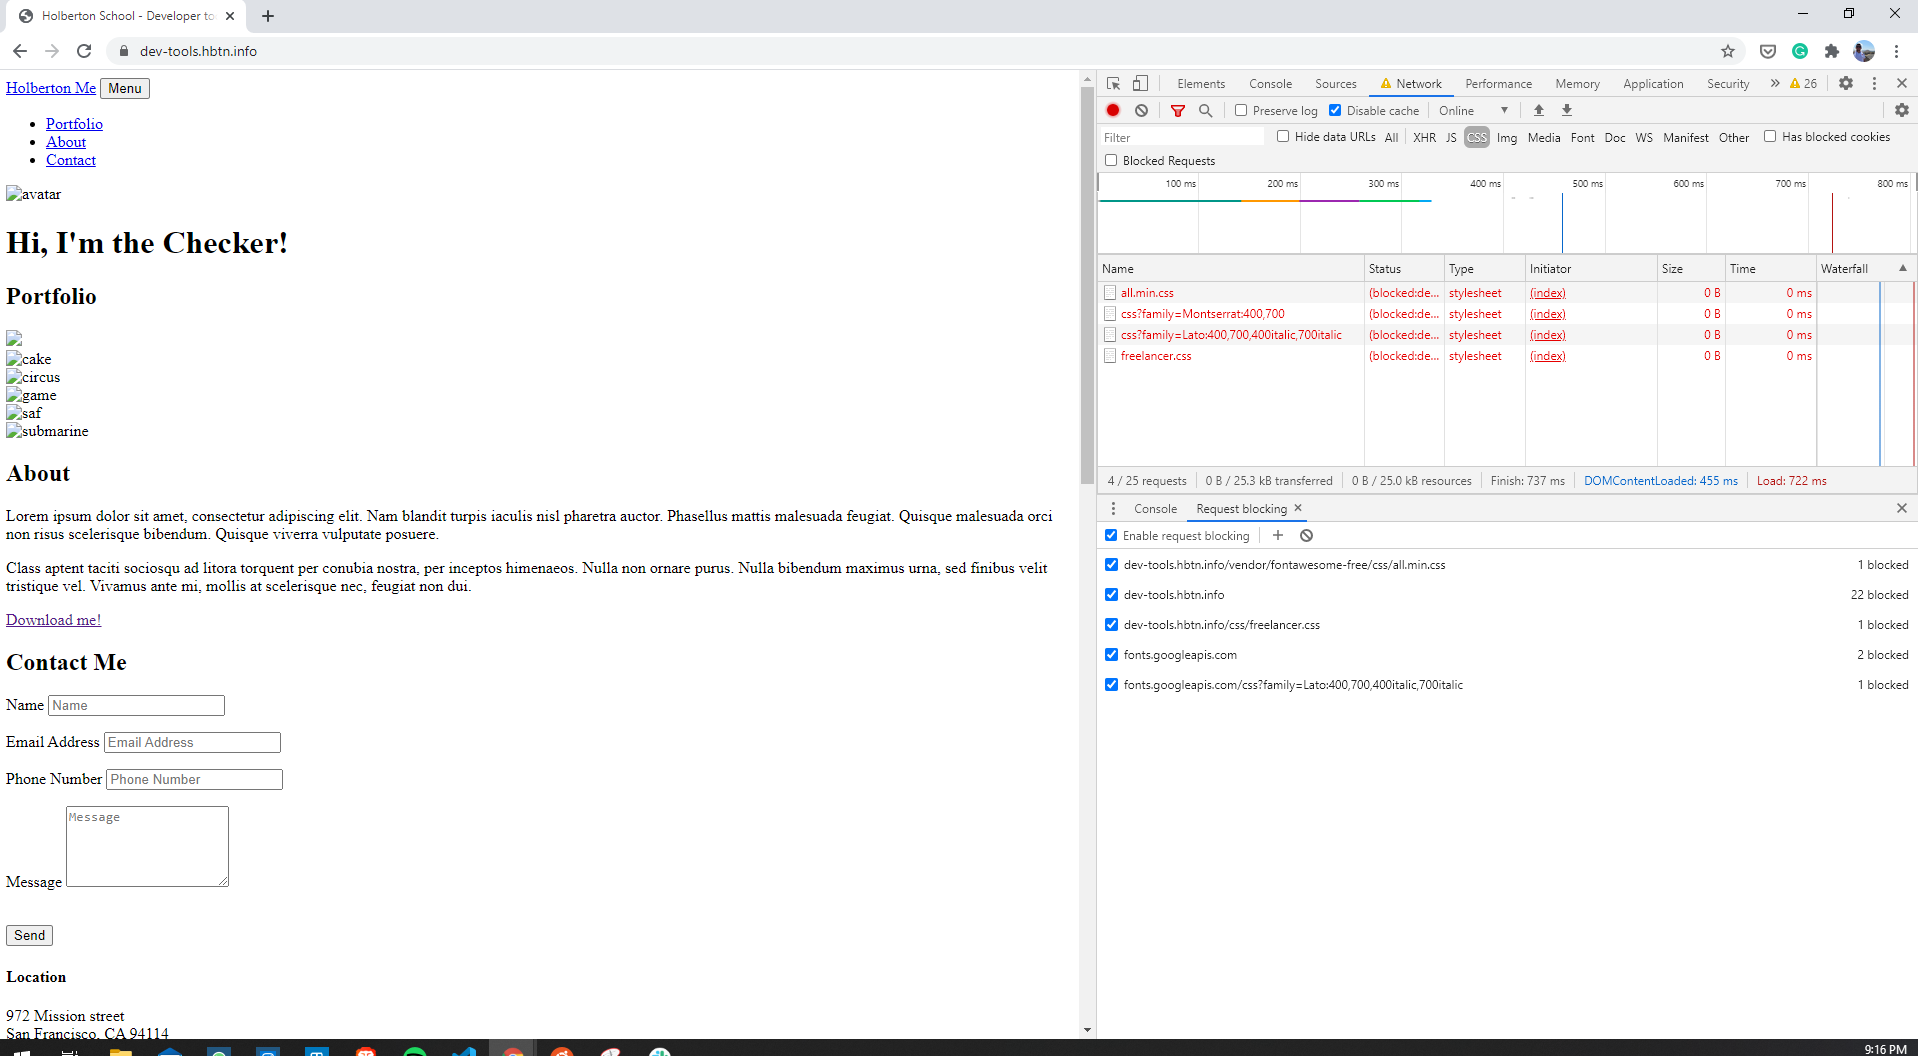 Holberton School - Developer to
dev-tools.hbtn.info
Holberton Me Menu
Portfolio
About
Contact
avatar
Hi, I'm the Checker!
Portfolio
cake
circus
game
saf
submarine
About
Lorem ipsum dolor sit amet, consectetur adipiscing elit. Nam blandit turpis iaculis nisl pharetra auctor. Phasellus mattis malesuada feugiat. Quisque malesuada orci
non risus scelerisque bibendum. Quisque viverra vulputate posuere.
Class aptent taciti sociosqu ad litora torquent per conubia nostra, per inceptos himenaeos. Nulla non ornare purus. Nulla bibendum maximus urna, sed finibus velit
tristique vel. Vivamus ante mi, mollis at scelerisque nec, feugiat non dui.
Download me!
Contact Me
Name Name
Email Address Email Address
Phone Number Phone Number
Message
Message
Send
Location
972 Mission street
San Francisco, CA 94114
Elements Console Sources Network Performance Memory Application Security » 26
Preserve log Disable cache Online
Filter Hide data URLs All XHR JS CSS Img Media Font Doc WS Manifest Other Has blocked cookies
Blocked Requests
100 ms 200 ms 300 ms 400 ms 500 ms 600 ms 700 ms 800 ms
Name Status Type Initiator Size Time Waterfall
all.min.css (blocked:de... stylesheet (index) 0 B 0 ms
css?family=Montserrat:400,700 (blocked:de... stylesheet (index) 0 B 0 ms
css?family=Lato:400,700,400italic,700italic (blocked:de... stylesheet (index) 0 B 0 ms
freelancer.css (blocked:de... stylesheet (index) 0 B 0 ms
4 / 25 requests 0 B / 25.3 kB transferred 0 B / 25.0 kB resources Finish: 737 ms DOMContentLoaded: 455 ms Load: 722 ms
Console Request blocking
Enable request blocking
dev-tools.hbtn.info/vendor/fontawesome-free/css/all.min.css 1 blocked
dev-tools.hbtn.info 22 blocked
dev-tools.hbtn.info/css/freelancer.css 1 blocked
fonts.googleapis.com 2 blocked
fonts.googleapis.com/css?family=Lato:400,700,400italic,700italic 1 blocked
9:16 PM